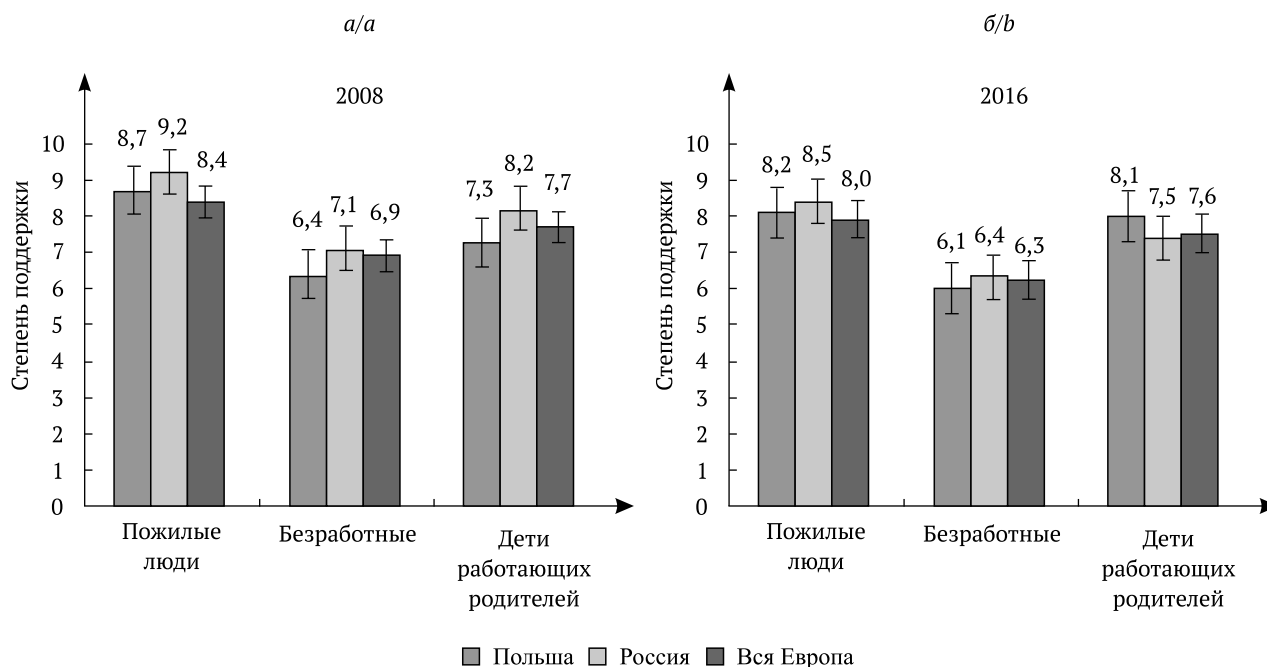 а/a
2008
Степень поддержки
10
9
8
7
6
5
4
3
2
1
0
8,7 9,2 8,4
6,4 7,1 6,9
7,3 8,2 7,7
Пожилые
люди
Безработные
Дети
работающих
родителей
б/b
2016
Степень поддержки
10
9
8
7
6
5
4
3
2
1
0
8,2 8,5 8,0
6,1 6,4 6,3
8,1 7,5 7,6
Пожилые
люди
Безработные
Дети
работающих
родителей
Польша Россия Вся Европа